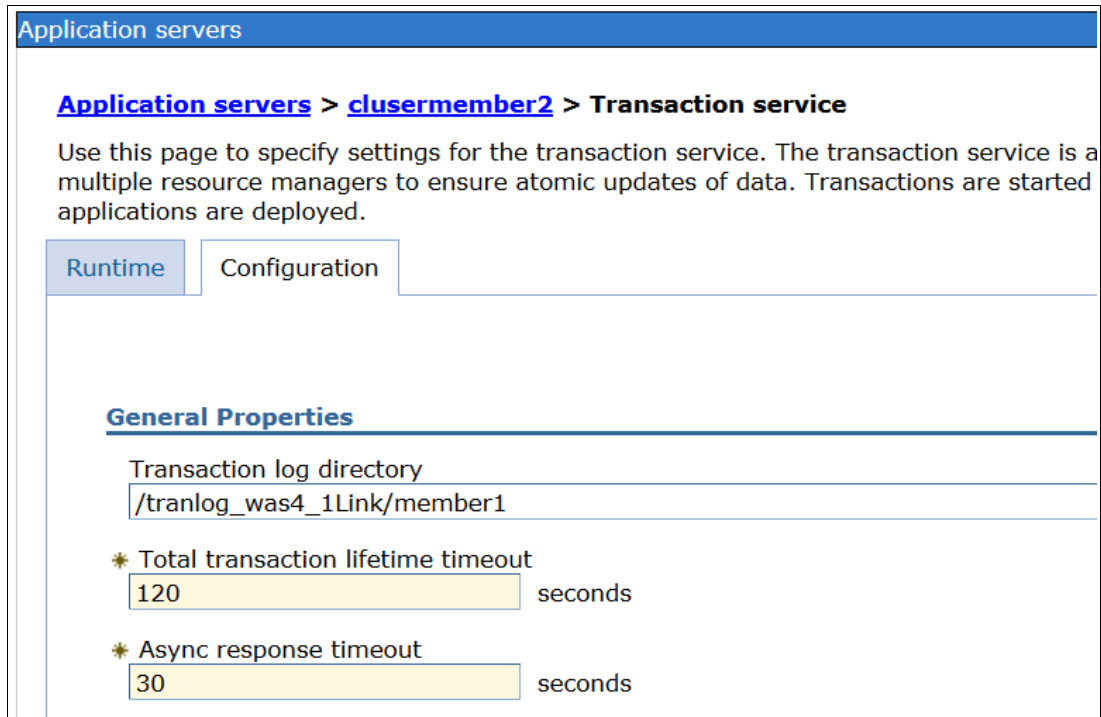 Application servers
Application servers > clusermember2 > Transaction service
Use this page to specify settings for the transaction service. The transaction service is a
multiple resource managers to ensure atomic updates of data. Transactions are started
applications are deployed.
Runtime
Configuration
General Properties
Transaction log directory
/tranlog_was4_1Link/member1
Total transaction lifetime timeout
120 seconds
Async response timeout
30 seconds